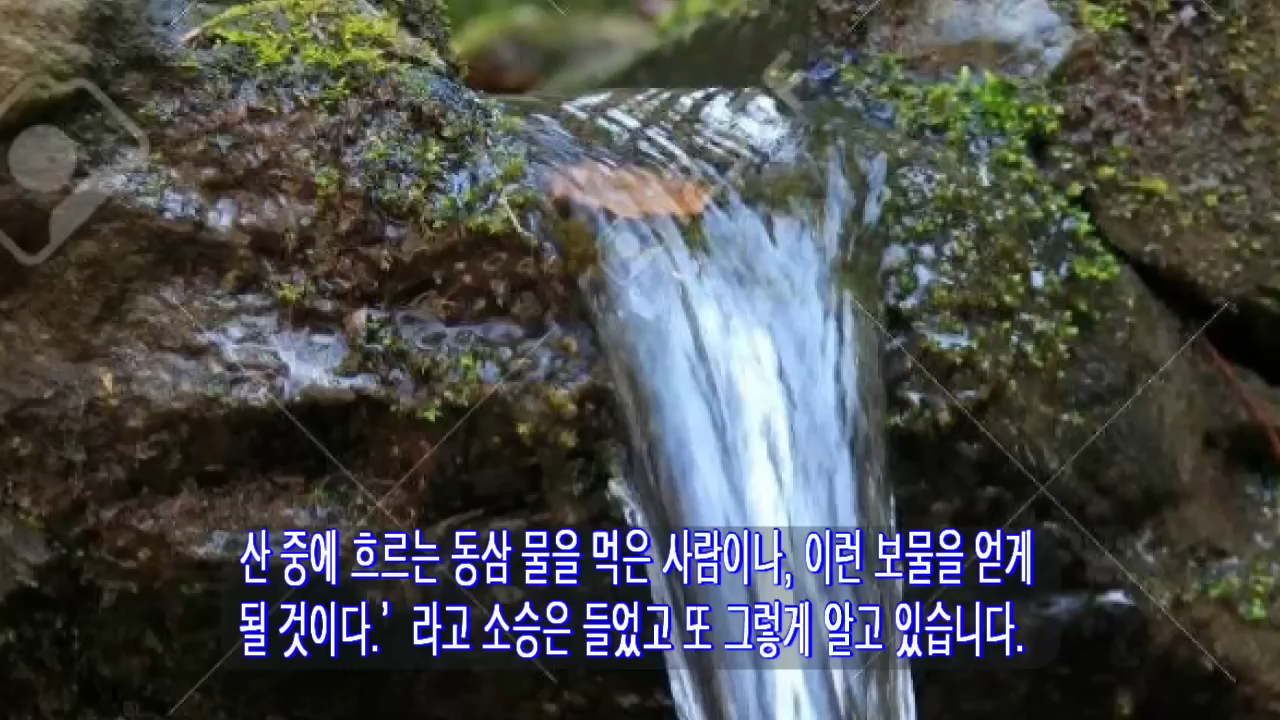 산 중에 흐르는 동삼 물을 먹은 사람이나, 이런 보물을 얻게
될 것이다.’ 라고 소승은 들었고 또 그렇게 알고 있습니다.